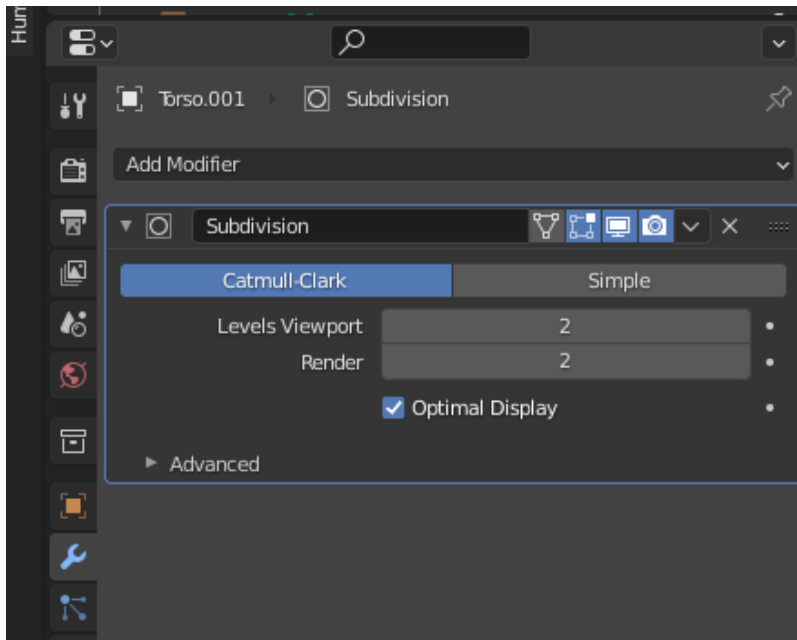 Hum
Torso.001 Subdivision
Add Modifier
Subdivision
Catmull-Clark Simple
Levels Viewport 2
Render 2
Optimal Display
Advanced